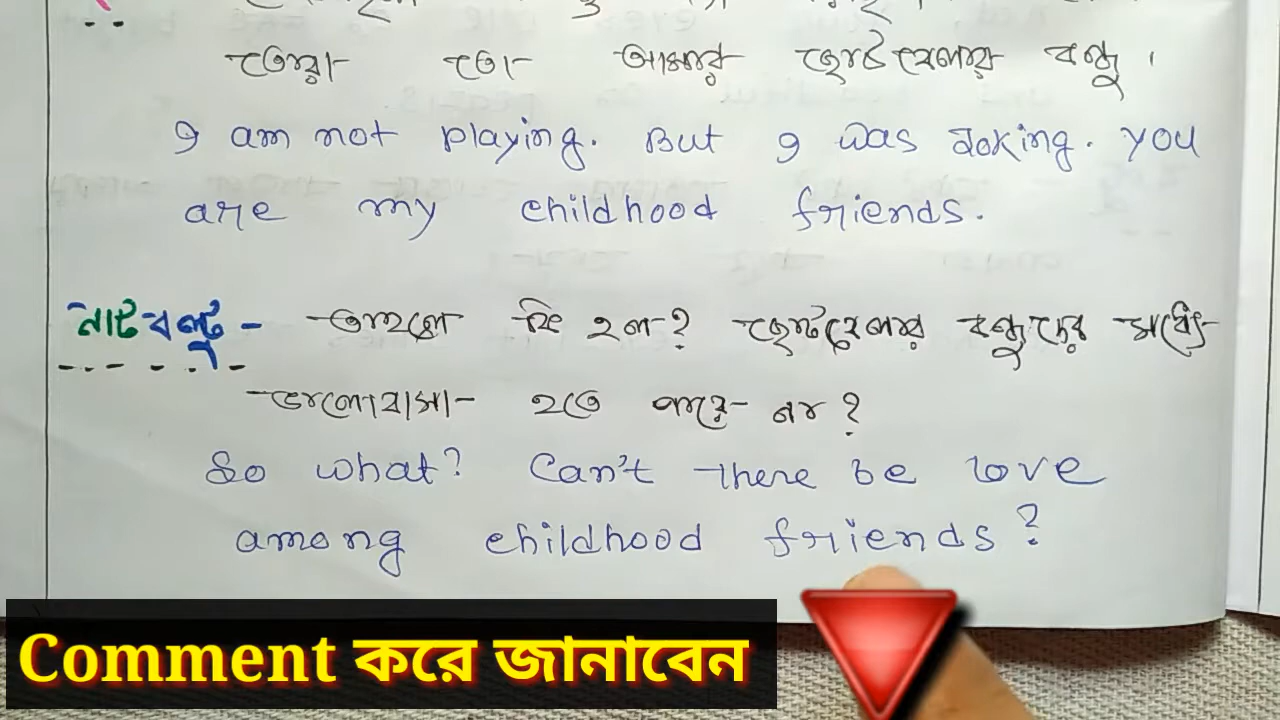 তোরা তো আমার ছোটবেলার বন্ধু ।
I am not playing. But I was Joking. You
are my childhood friends.
নাটবল্টু - তাহলে কি হল? ছোটবেলার বন্ধুদের মধ্যে
ভালোবাসা হতে পারে না ?
So what? Can't there be love
among childhood friends?
Comment করে জানাবেন